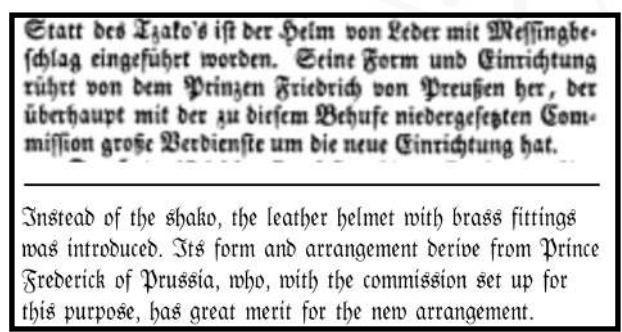 Statt des Tzako's ist der Helm von Leder mit Messingbe-
schlag eingeführt worden. Seine Form und Einrichtung
rührt von dem Prinzen Friedrich von Preußen her, der
überhaupt mit der zu diesem Behufe niedergesetzten Com-
mission große Verdienste um die neue Einrichtung hat.
Instead of the shako, the leather helmet with brass fittings
was introduced. Its form and arrangement derive from Prince
Frederick of Prussia, who, with the commission set up for
this purpose, has great merit for the new arrangement.